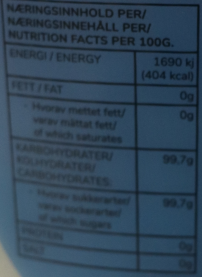 NÆRINGSINNHOLD PER/
NÄRINGSINNEHÅLL PER/
NUTRITION FACTS PER 100G.
ENERGI / ENERGY 1690 kj
(404 kcal)
FETT / FAT 0g
- Hvorav mettet fett/ 0g
varav mättat fett/
of which saturates
KARBOHYDRATER/ 99,7g
KOLHYDRATER/
CARBOHYDRATES
- Hvorav sukkerarter/ 99,7g
varav sockerarter/
of which sugars
PROTEIN 0g
SALT 0g